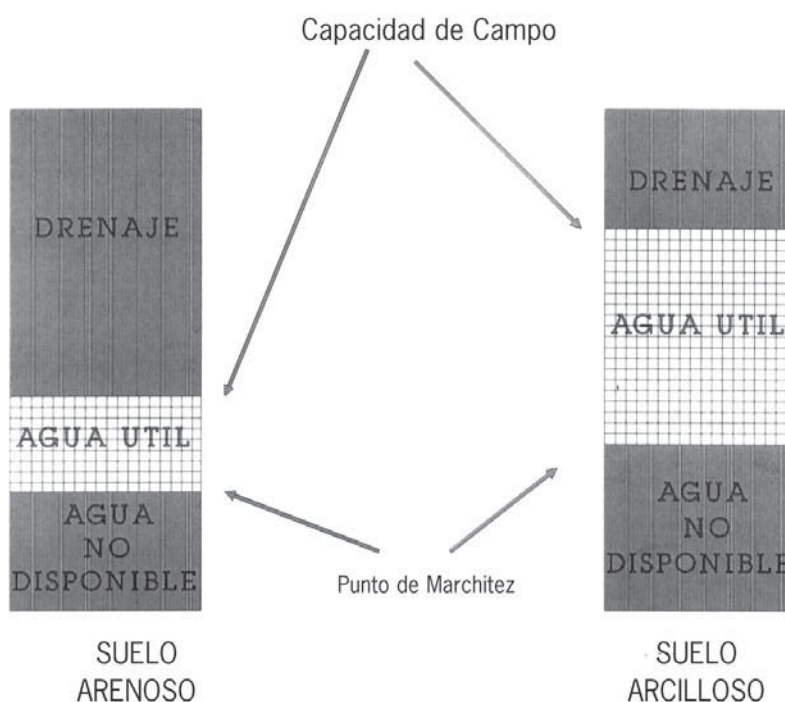 Capacidad de Campo
DRENAJE
AGUA UTIL
AGUA
NO
DISPONIBLE
DRENAJE
AGUA UTIL
AGUA
NO
DISPONIBLE
Punto de Marchitez
SUELO
ARENOSO
SUELO
ARCILLOSO